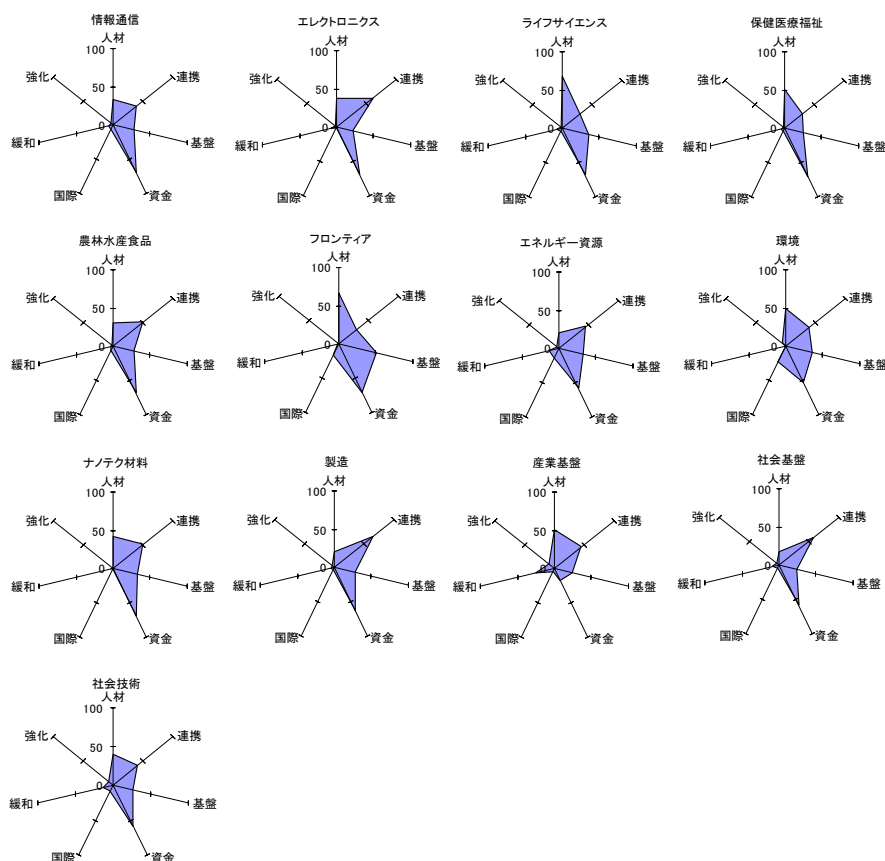 情報通信
人材
100
50
0
連携
基盤
資金
国際
緩和
強化
エレクトロニクス
人材
100
50
0
連携
基盤
資金
国際
緩和
強化
ライフサイエンス
人材
100
50
0
連携
基盤
資金
国際
緩和
強化
保健医療福祉
人材
100
50
0
連携
基盤
資金
国際
緩和
強化
農林水産食品
人材
100
50
0
連携
基盤
資金
国際
緩和
強化
フロンティア
人材
100
50
0
連携
基盤
資金
国際
緩和
強化
エネルギー資源
人材
100
50
0
連携
基盤
資金
国際
緩和
強化
環境
人材
100
50
0
連携
基盤
資金
国際
緩和
強化
ナノテク材料
人材
100
50
0
連携
基盤
資金
国際
緩和
強化
製造
人材
100
50
0
連携
基盤
資金
国際
緩和
強化
産業基盤
人材
100
50
0
連携
基盤
資金
国際
緩和
強化
社会基盤
人材
100
50
0
連携
基盤
資金
国際
緩和
強化
社会技術
人材
100
50
0
連携
基盤
資金
国際
緩和
強化